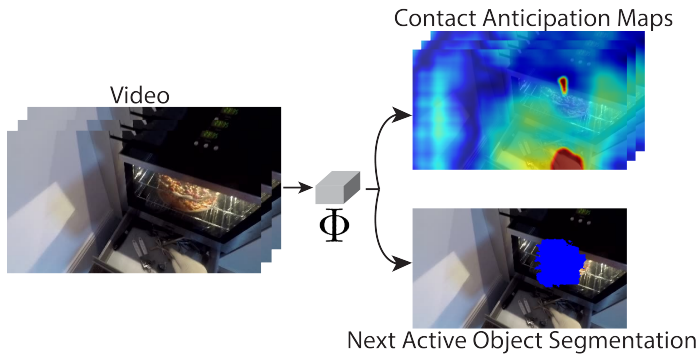 Contact Anticipation Maps
Video
Φ
Next Active Object Segmentation